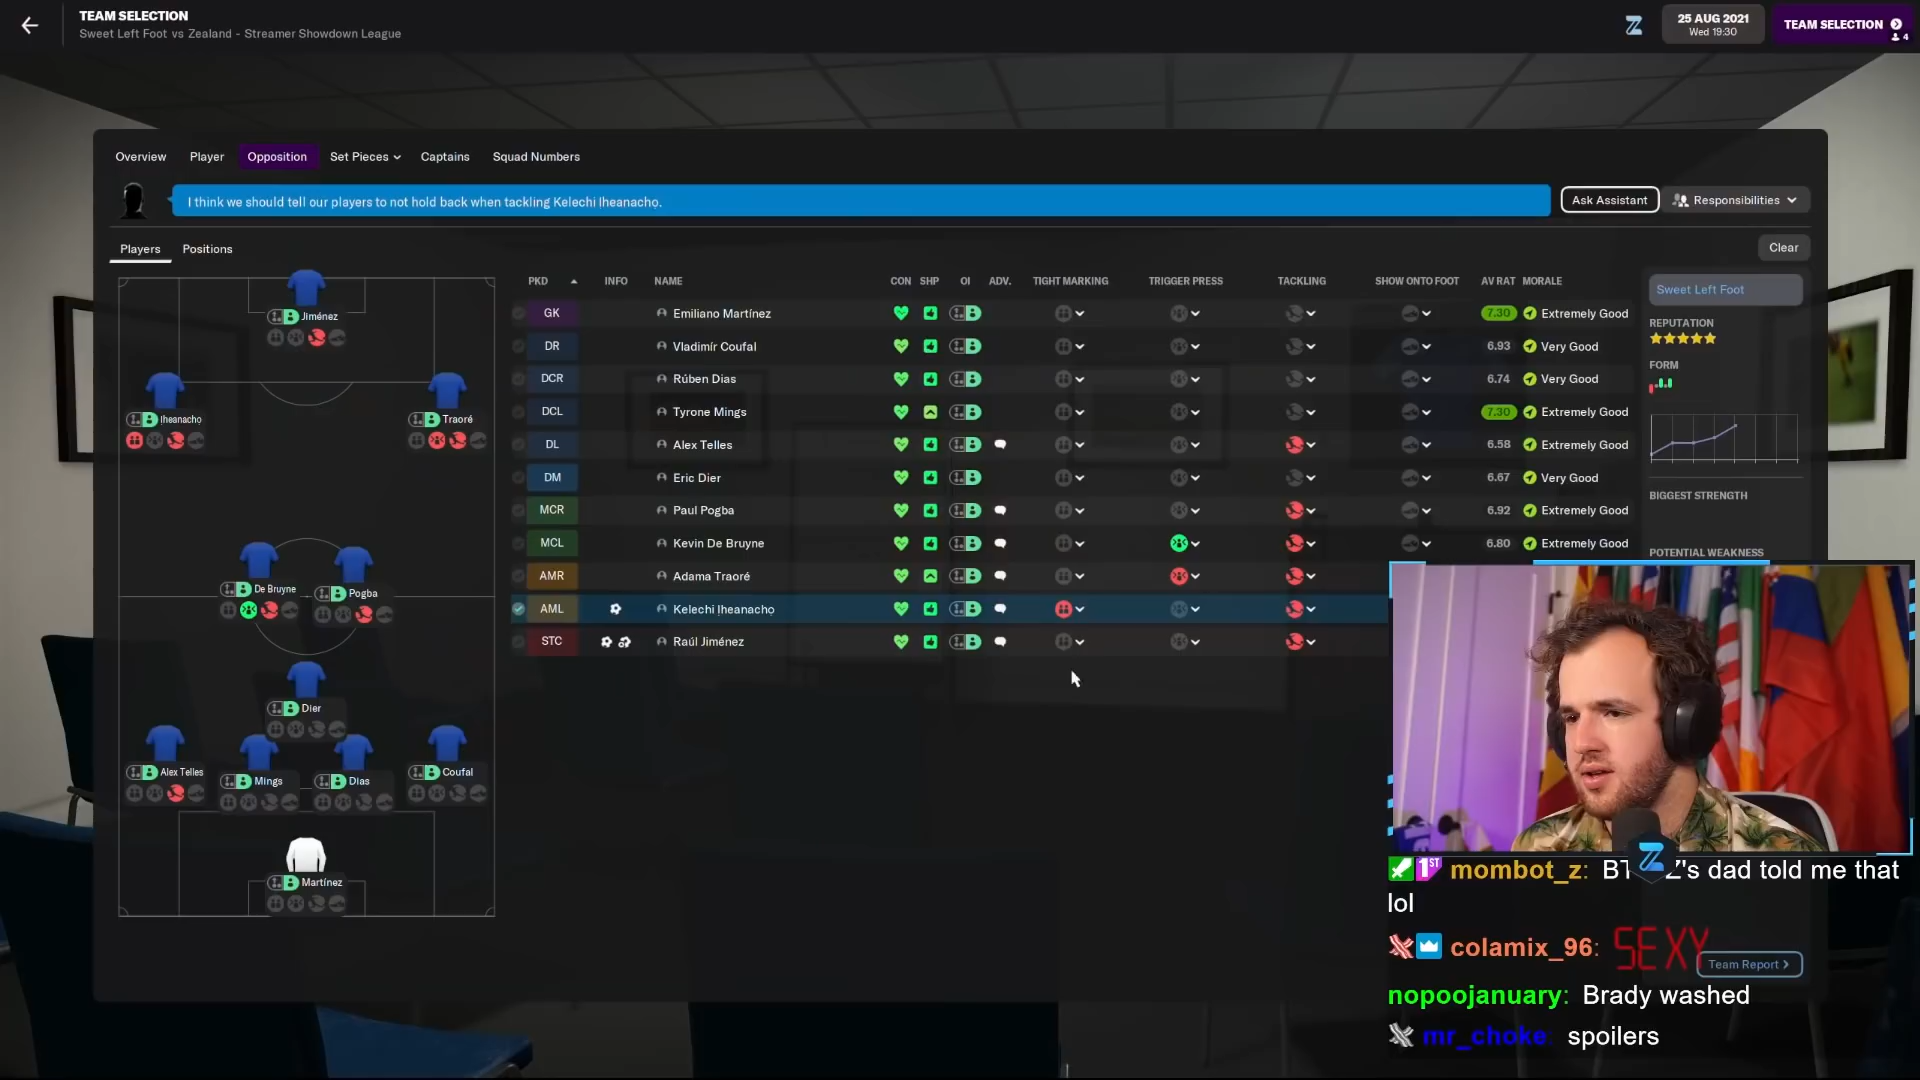 TEAM SELECTION
Sweet Left Foot vs Zealand - Streamer Showdown League
25 AUG 2021
Wed 19:30
TEAM SELECTION
4
Overview
Player
Opposition
Set Pieces
Captains
Squad Numbers
I think we should tell our players to not hold back when tackling Kelechi Iheanacho.
Ask Assistant
Responsibilities
Players
Positions
Clear
Jiménez
Iheanacho
Traoré
De Bruyne
Pogba
Dier
Alex Telles
Mings
Dias
Coufal
Martínez
PKD INFO NAME CON SHP OI ADV. TIGHT MARKING TRIGGER PRESS TACKLING SHOW ONTO FOOT AV RAT MORALE
GK Emiliano Martínez 7.30 Extremely Good
DR Vladimír Coufal 6.93 Very Good
DCR Rúben Dias 6.74 Very Good
DCL Tyrone Mings 7.30 Extremely Good
DL Alex Telles 6.58 Extremely Good
DM Eric Dier 6.67 Very Good
MCR Paul Pogba 6.92 Extremely Good
MCL Kevin De Bruyne 6.80 Extremely Good
AMR Adama Traoré
AML Kelechi Iheanacho
STC Raúl Jiménez
Sweet Left Foot
REPUTATION
FORM
BIGGEST STRENGTH
POTENTIAL WEAKNESS
1ST mombot_z: Z's dad told me that
lol
colamix_96: SEXY
Team Report
nopoojanuary: Brady washed
mr_choke: spoilers